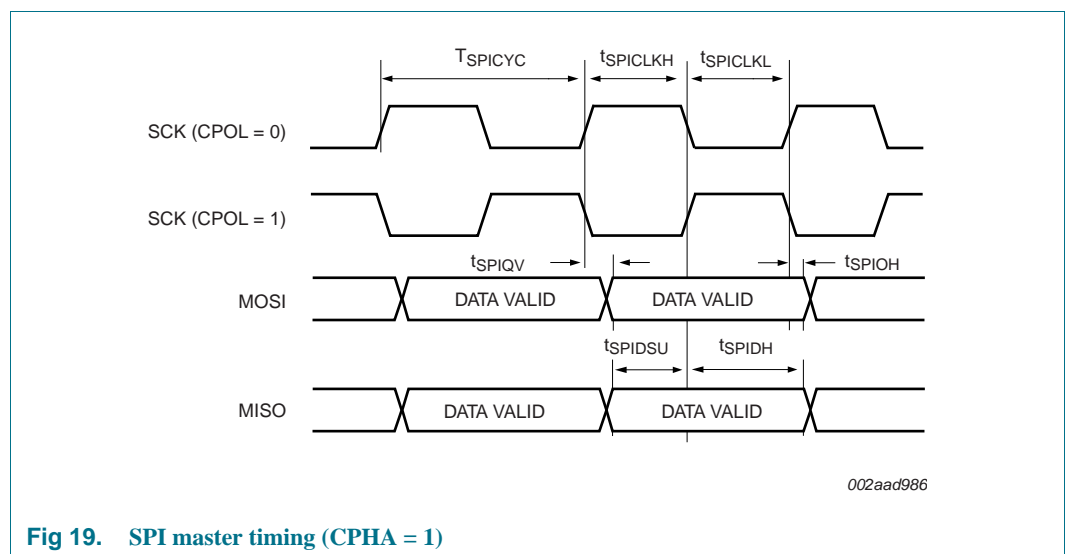 TSPICYC tSPICLKH tSPICLKL
SCK (CPOL = 0)
SCK (CPOL = 1)
tSPIQV tSPIOH
MOSI DATA VALID DATA VALID
tSPIDSU tSPIDH
MISO DATA VALID DATA VALID
002aad986
Fig 19. SPI master timing (CPHA = 1)